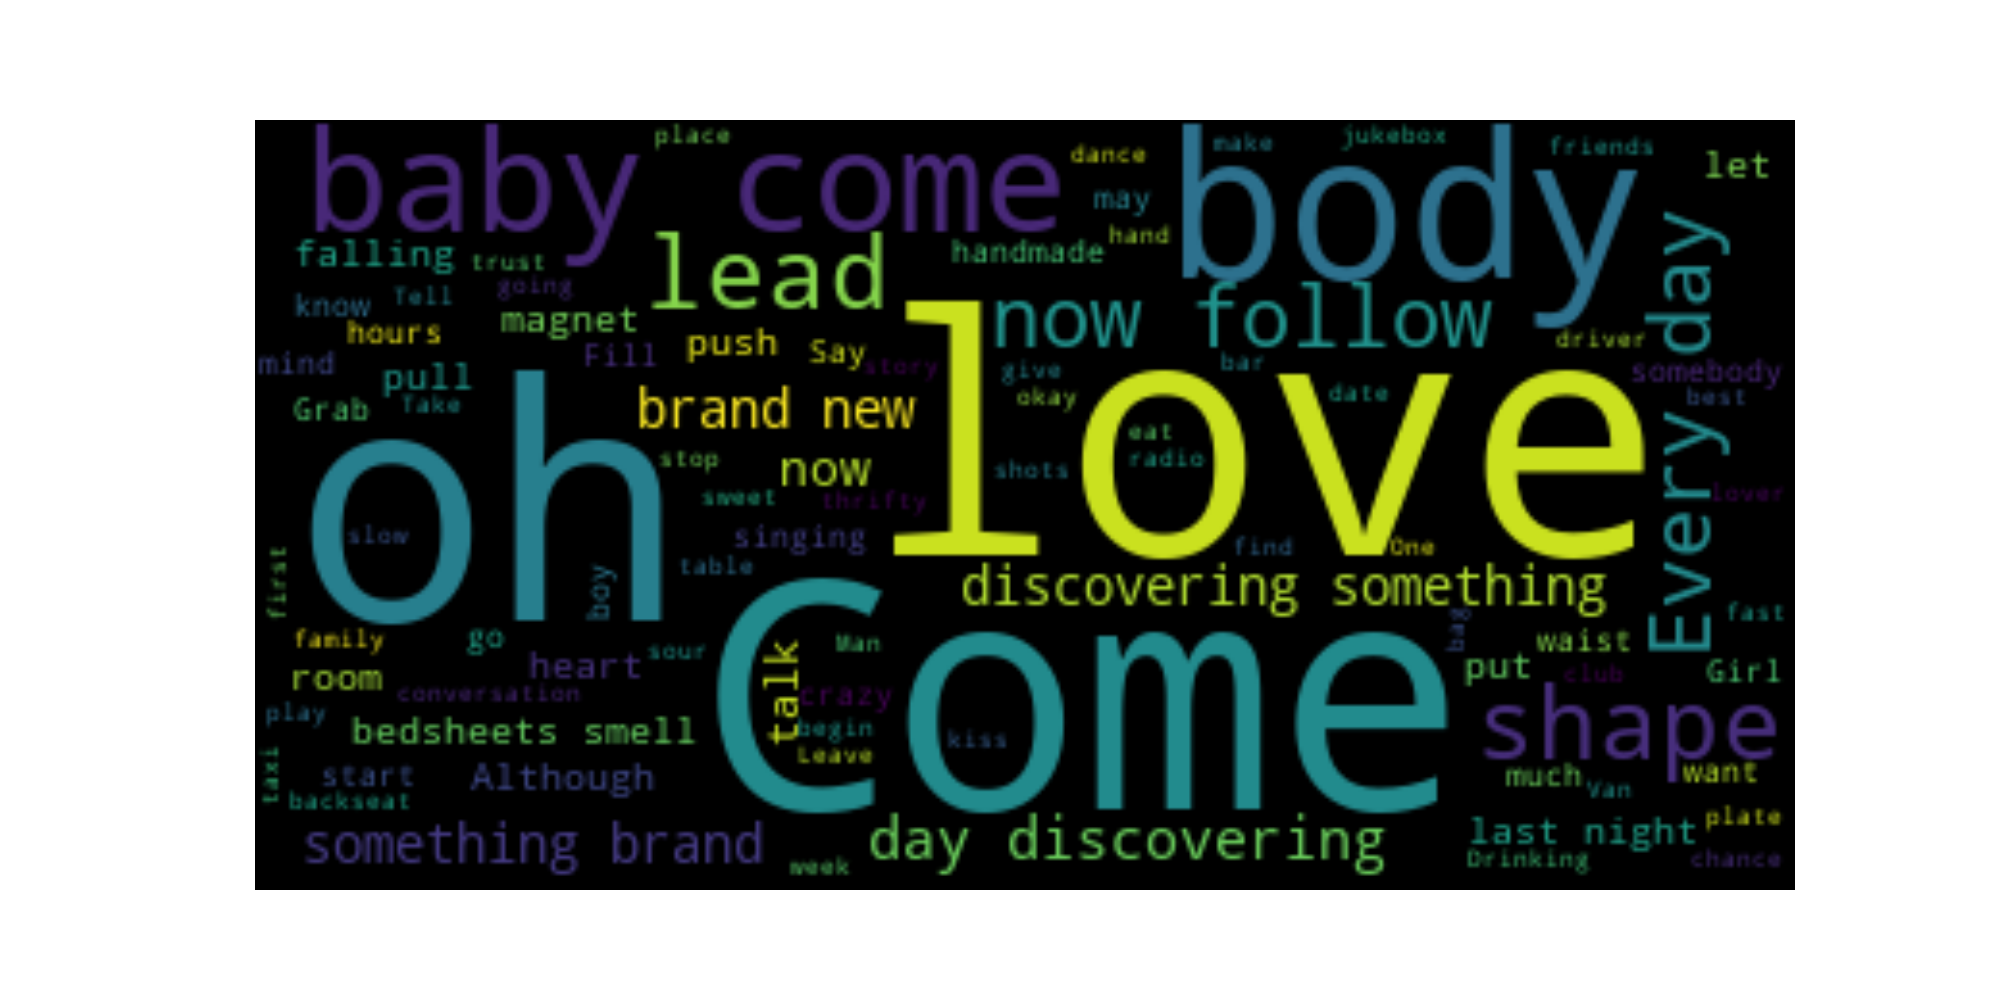 baby come
place
dance
body
make
jukebox
friends
let
may
hand
handmade
falling
trust
going
lead
know
Tell
magnet
hours
now follow
driver
Every day
mind
pull
Fill
push
Say
story
give
bar
somebody
Grab
Take
brand new
love
okay
date
best
oh
stop
now
shots
eat
radio
sweet
thrifty
lover
slow
singing
find
One
first
boy
table
discovering something
family
go
sour
Come
Man
talk
bag
waist
fast
room
heart
conversation
crazy
put
club
Girl
play
bedsheets smell
begin
Leave
kiss
shape
taxi
start
Although
backseat
much
Van
want
something brand
day discovering
week
last night
plate
Drinking
chance